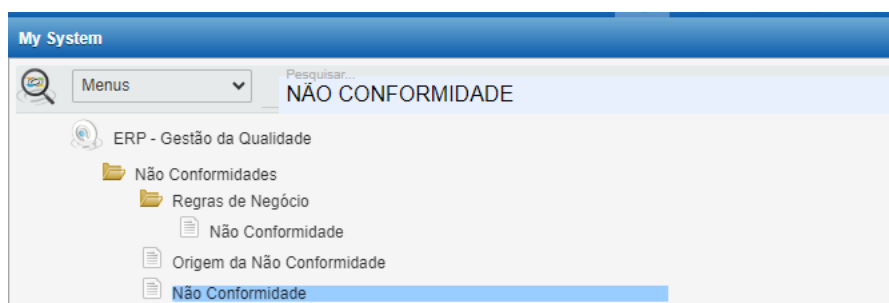 My System
Menus
Pesquisar...
NÃO CONFORMIDADE
ERP - Gestão da Qualidade
Não Conformidades
Regras de Negócio
Não Conformidade
Origem da Não Conformidade
Não Conformidade